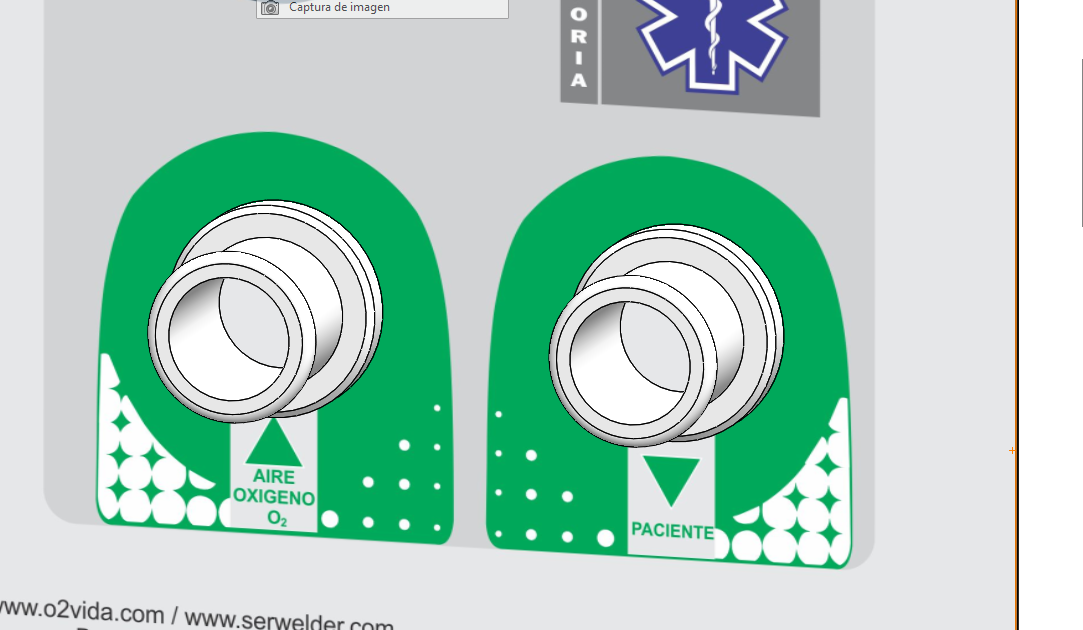 Captura de imagen
O
R
I
A
AIRE
OXIGENO
O₂
PACIENTE
www.o2vida.com / www.serwelder.com